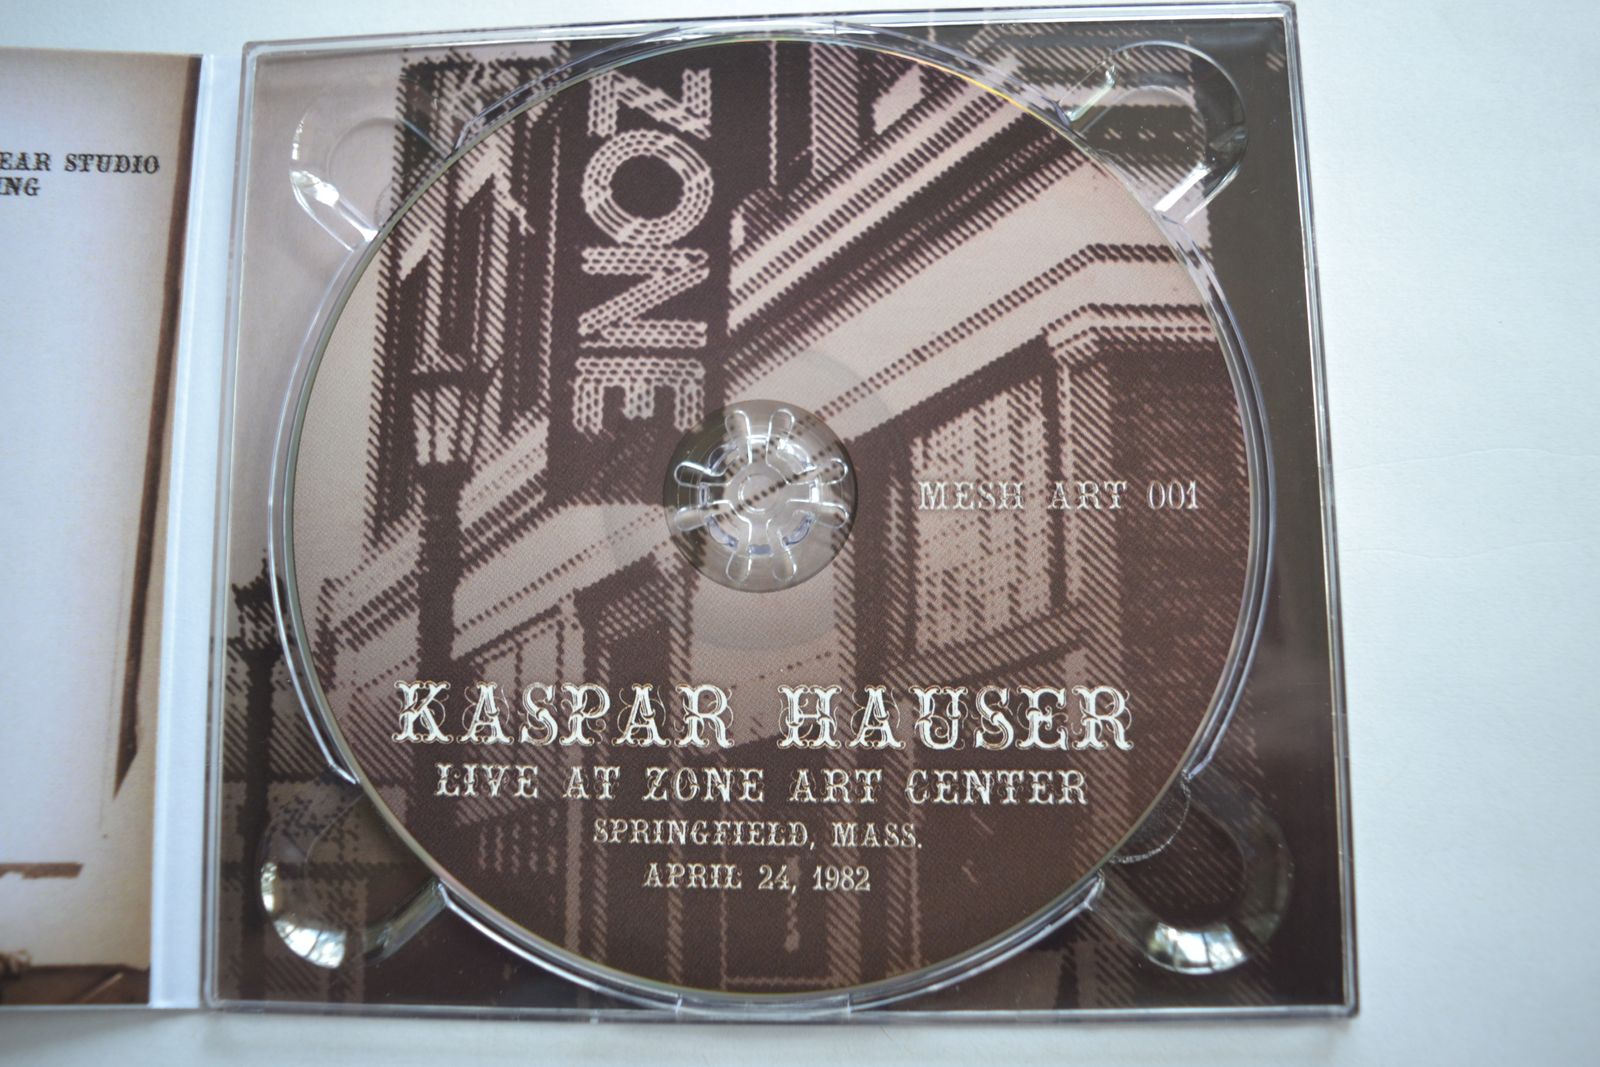 EAR STUDIO
ING
ZONE
MESH ART 001
KASPAR HAUSER
LIVE AT ZONE ART CENTER
SPRINGFIELD, MASS.
APRIL 24, 1982